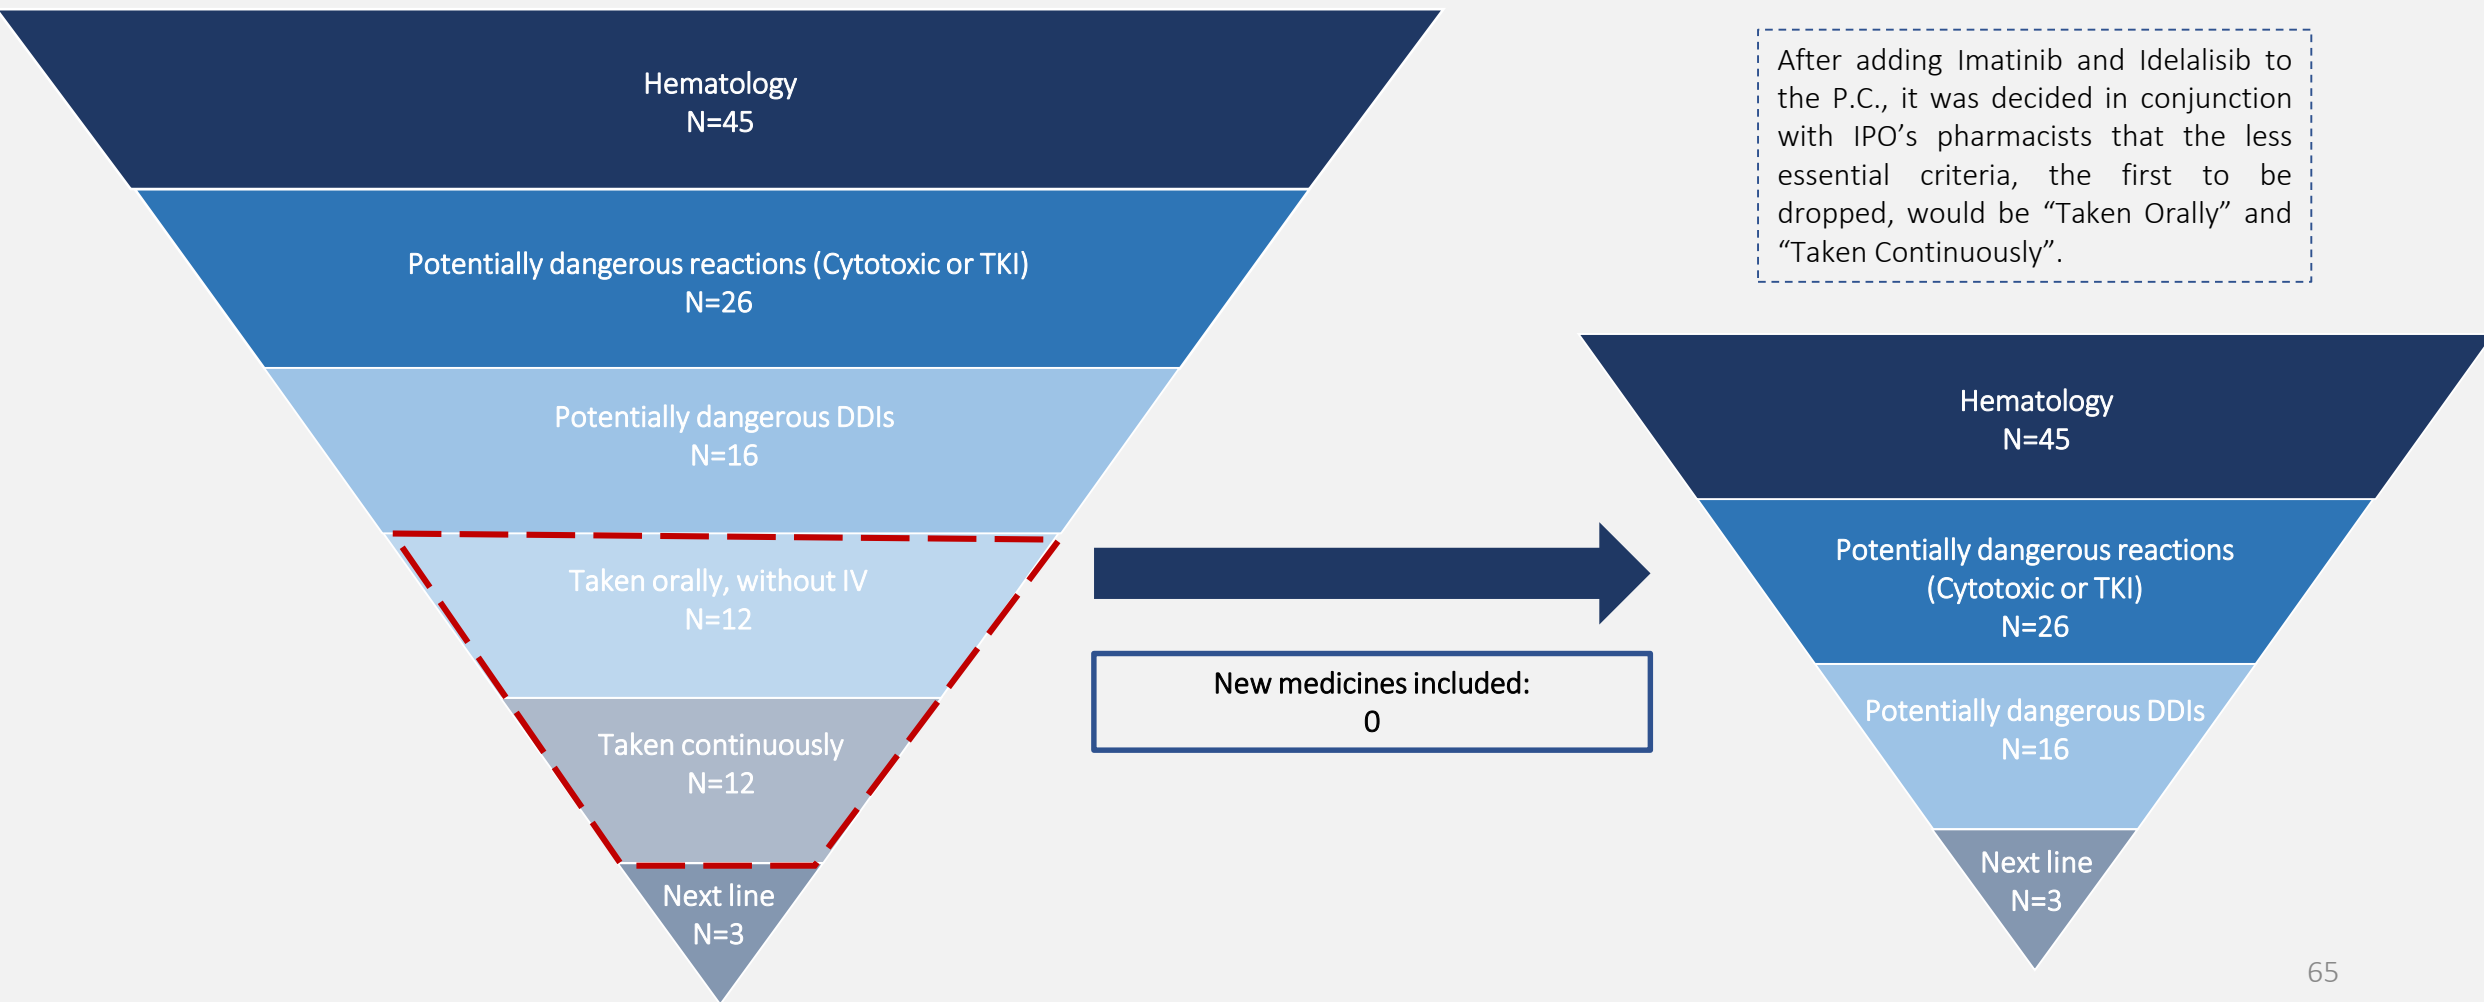 Hematology
N=45
Potentially dangerous reactions (Cytotoxic or TKI)
N=26
Potentially dangerous DDIs
N=16
Taken orally, without IV
N=12
Taken continuously
N=12
Next line
N=3
New medicines included:
0
After adding Imatinib and Idelalisib to
the P.C., it was decided in conjunction
with IPO’s pharmacists that the less
essential criteria, the first to be
dropped, would be “Taken Orally” and
“Taken Continuously”.
Hematology
N=45
Potentially dangerous reactions
(Cytotoxic or TKI)
N=26
Potentially dangerous DDIs
N=16
Next line
N=3
65